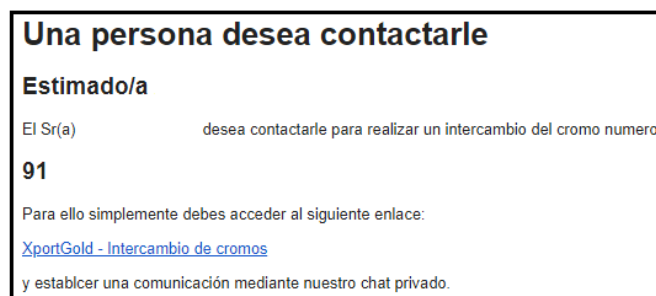 Una persona desea contactarle
Estimado/a
El Sr(a) desea contactarle para realizar un intercambio del cromo numero
91
Para ello simplemente debes acceder al siguiente enlace:
XportGold - Intercambio de cromos
y establcer una comunicación mediante nuestro chat privado.